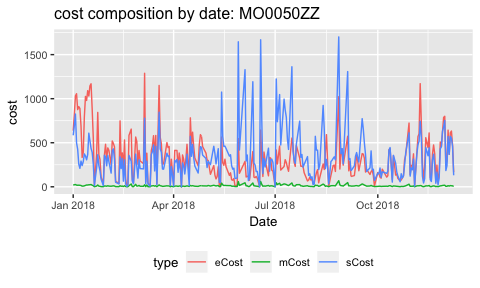 cost composition by date: MO0050ZZ
cost
1500
1000
500
0
Jan 2018 Apr 2018 Jul 2018 Oct 2018
Date
type eCost mCost sCost